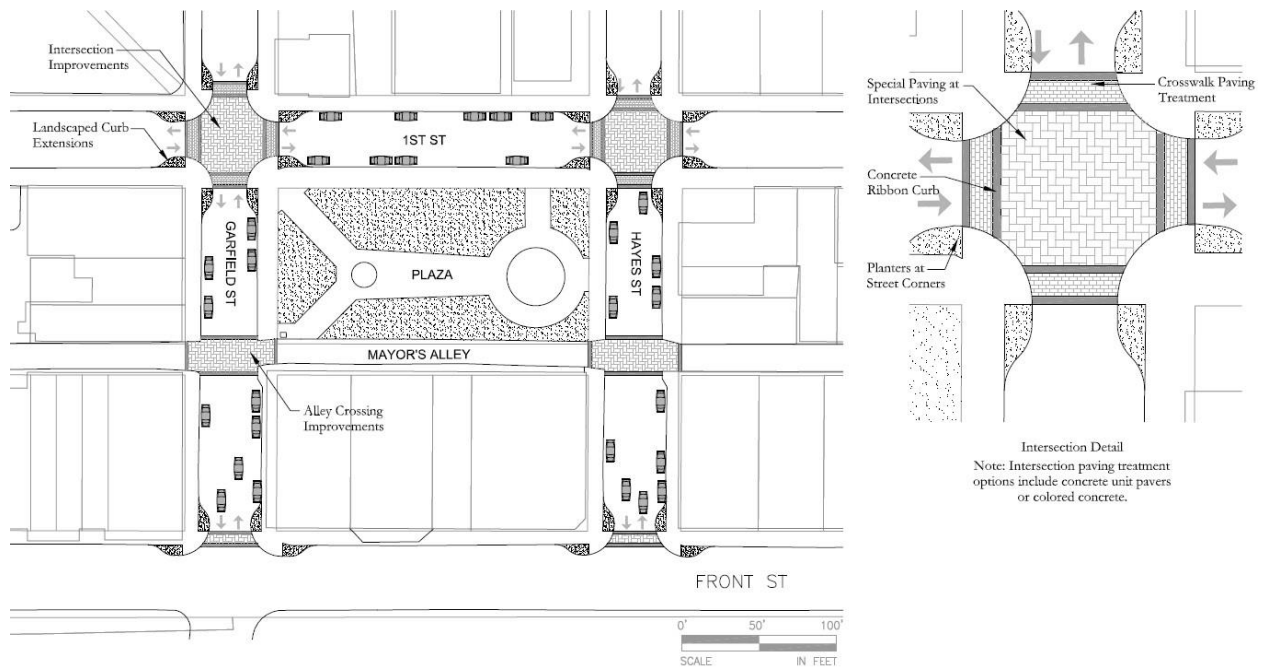 Intersection
Improvements
Landscaped Curb
Extensions
1ST ST
GARFIELD ST
PLAZA
HAYES ST
MAYOR'S ALLEY
Alley Crossing
Improvements
FRONT ST
0' 50' 100'
SCALE IN FEET
Special Paving at
Intersections
Crosswalk Paving
Treatment
Concrete
Ribbon Curb
Planters at
Street Corners
Intersection Detail
Note: Intersection paving treatment
options include concrete unit pavers
or colored concrete.